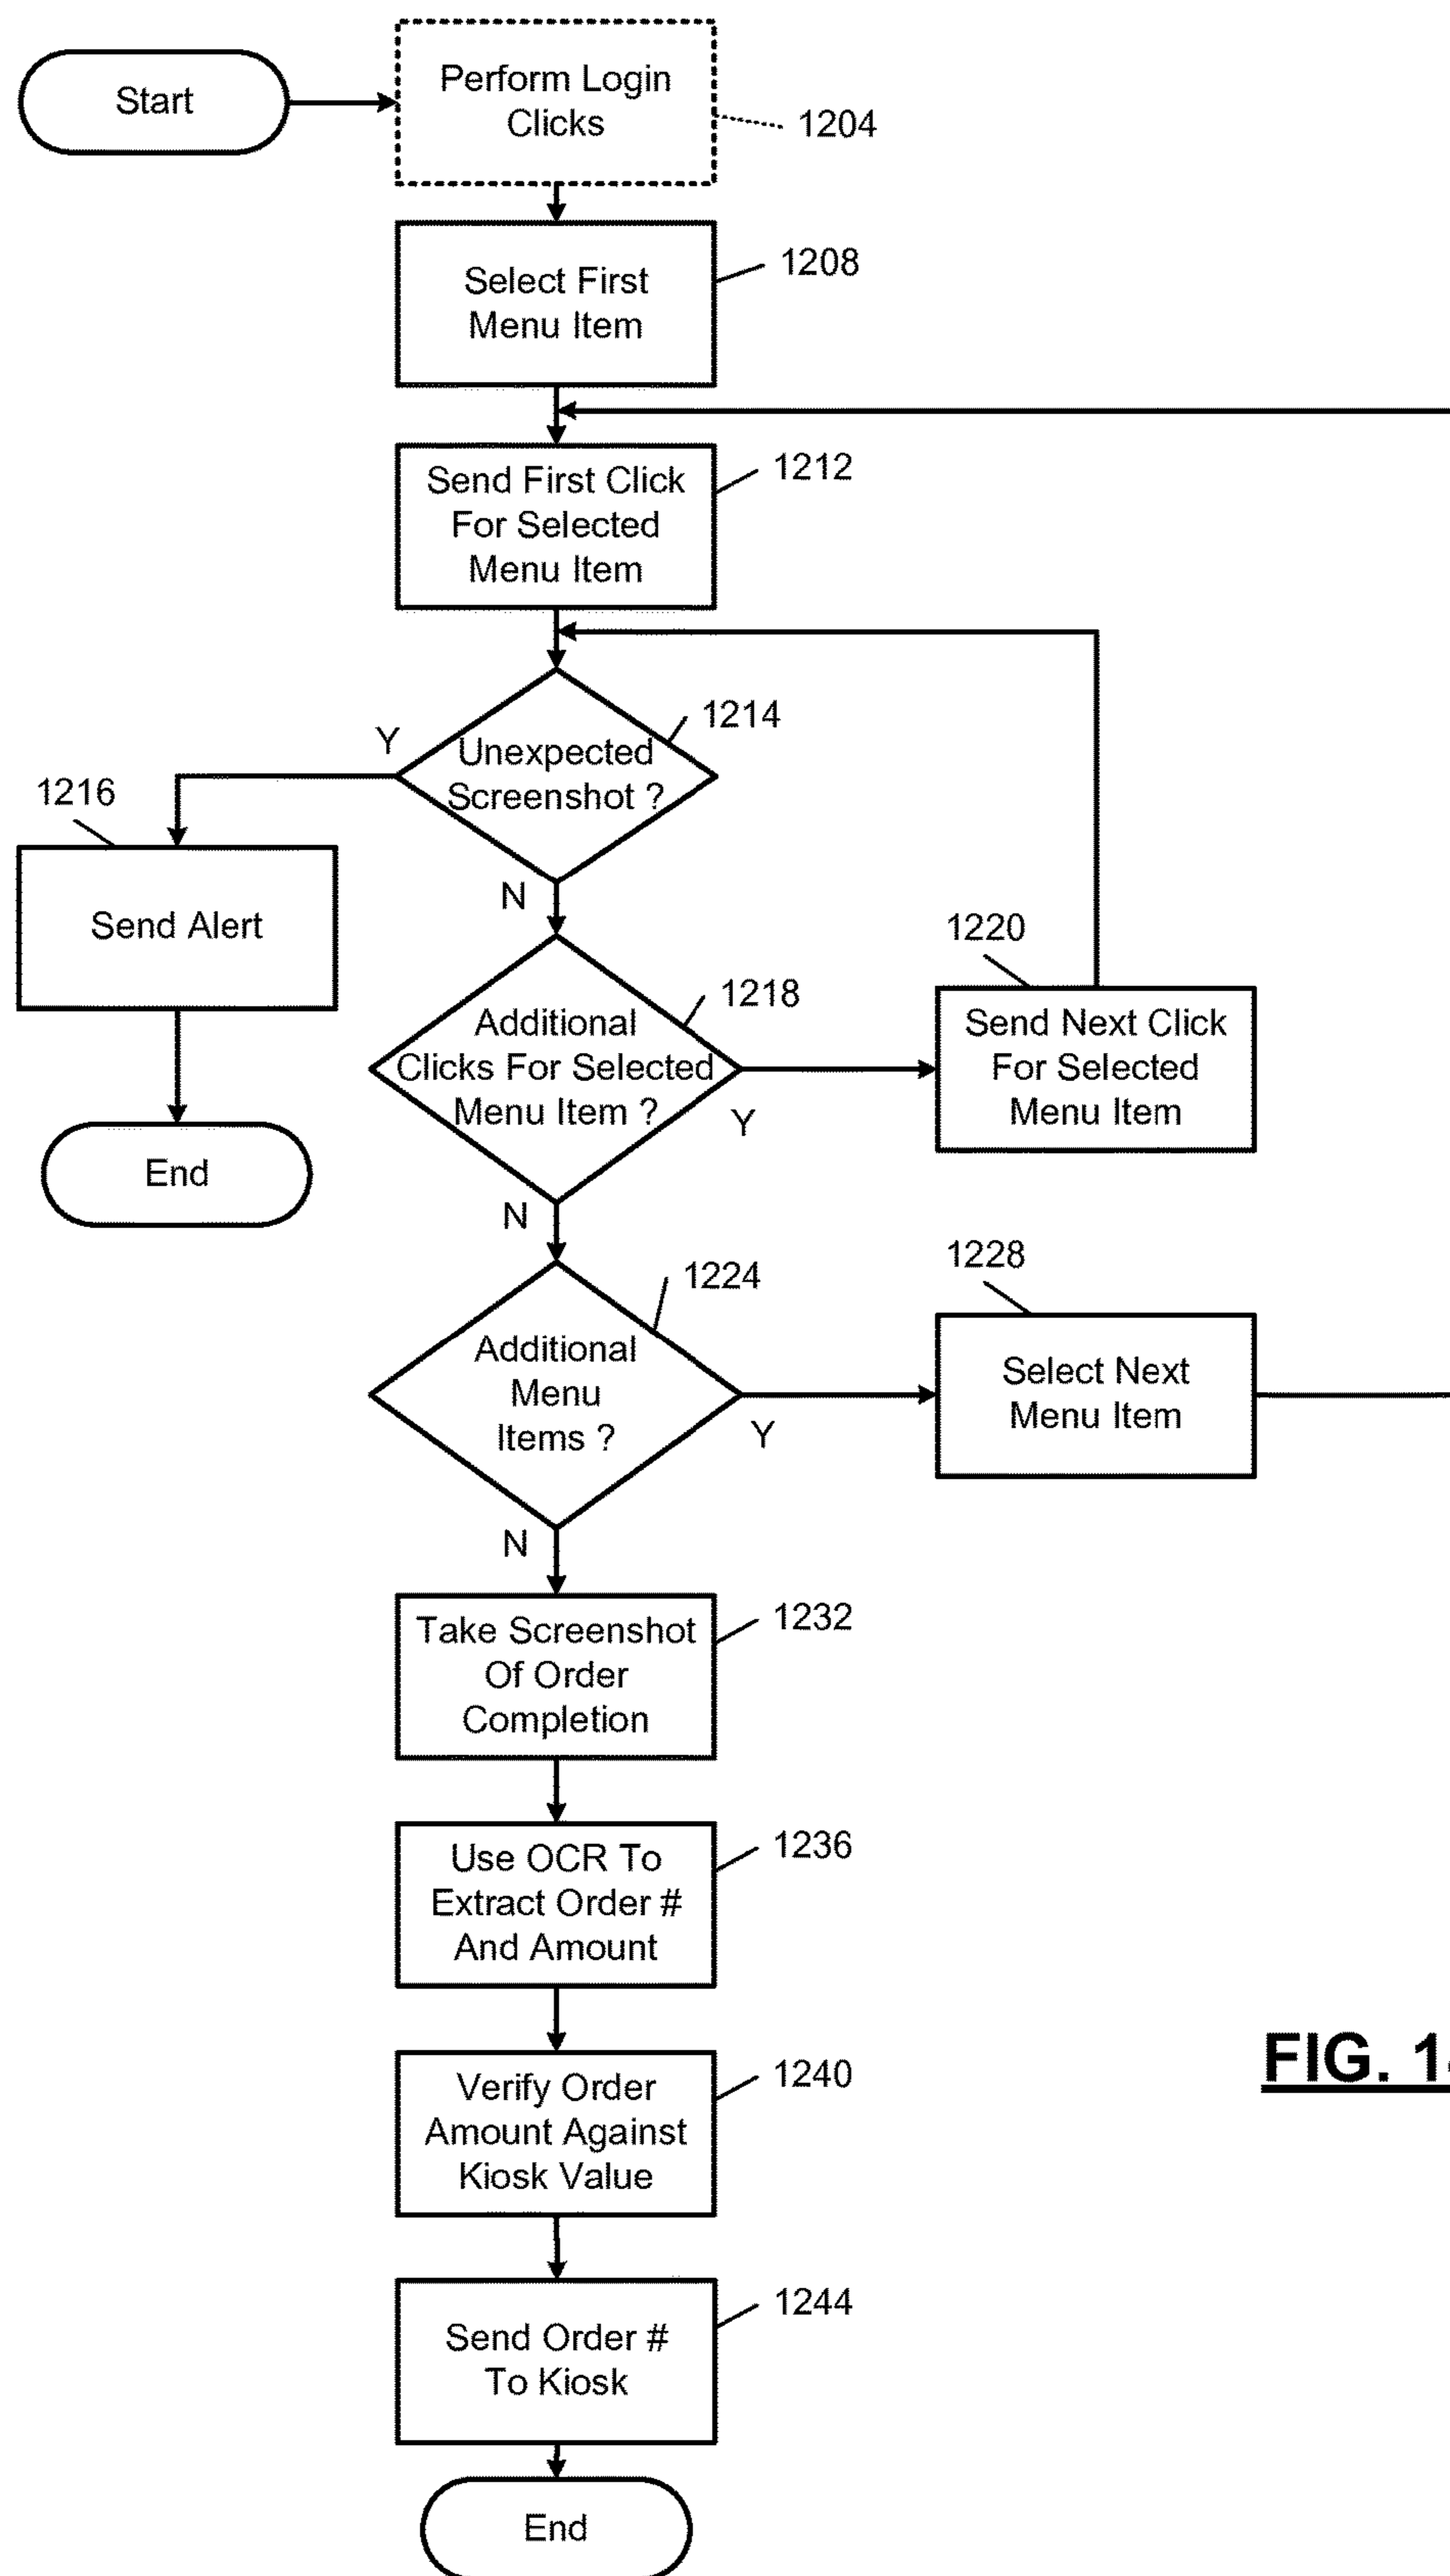 Start
Perform Login
Clicks
1204
Select First
Menu Item
1208
Send First Click
For Selected
Menu Item
1212
Unexpected
Screenshot ?
1214
Y
N
1216
Send Alert
End
Additional
Clicks For Selected
Menu Item ?
1218
Y
N
1220
Send Next Click
For Selected
Menu Item
Additional
Menu
Items ?
1224
Y
N
1228
Select Next
Menu Item
Take Screenshot
Of Order
Completion
1232
Use OCR To
Extract Order #
And Amount
1236
Verify Order
Amount Against
Kiosk Value
1240
Send Order #
To Kiosk
1244
End
FIG.